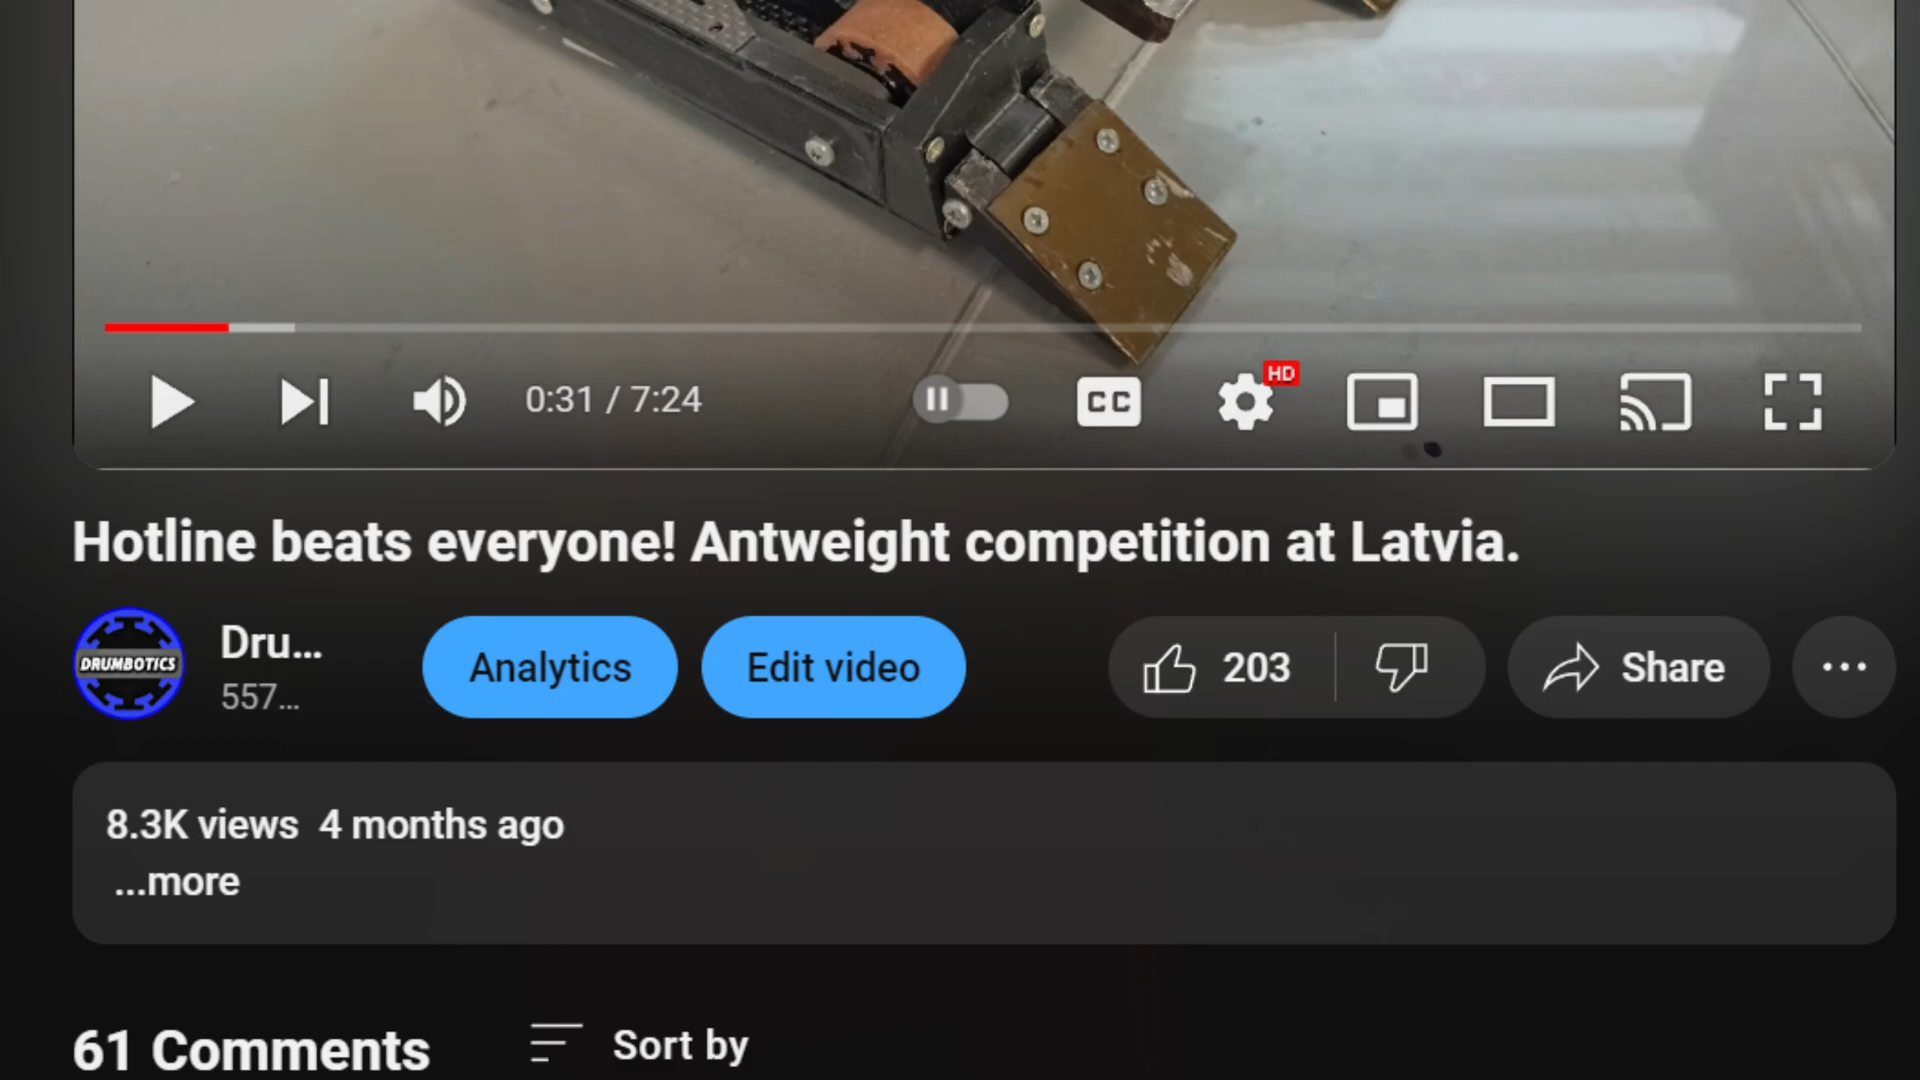 0:31 / 7:24
CC
HD
Hotline beats everyone! Antweight competition at Latvia.
DRUMBOTICS
Dru...
557...
Analytics
Edit video
203
Share
8.3K views 4 months ago
...more
61 Comments
Sort by